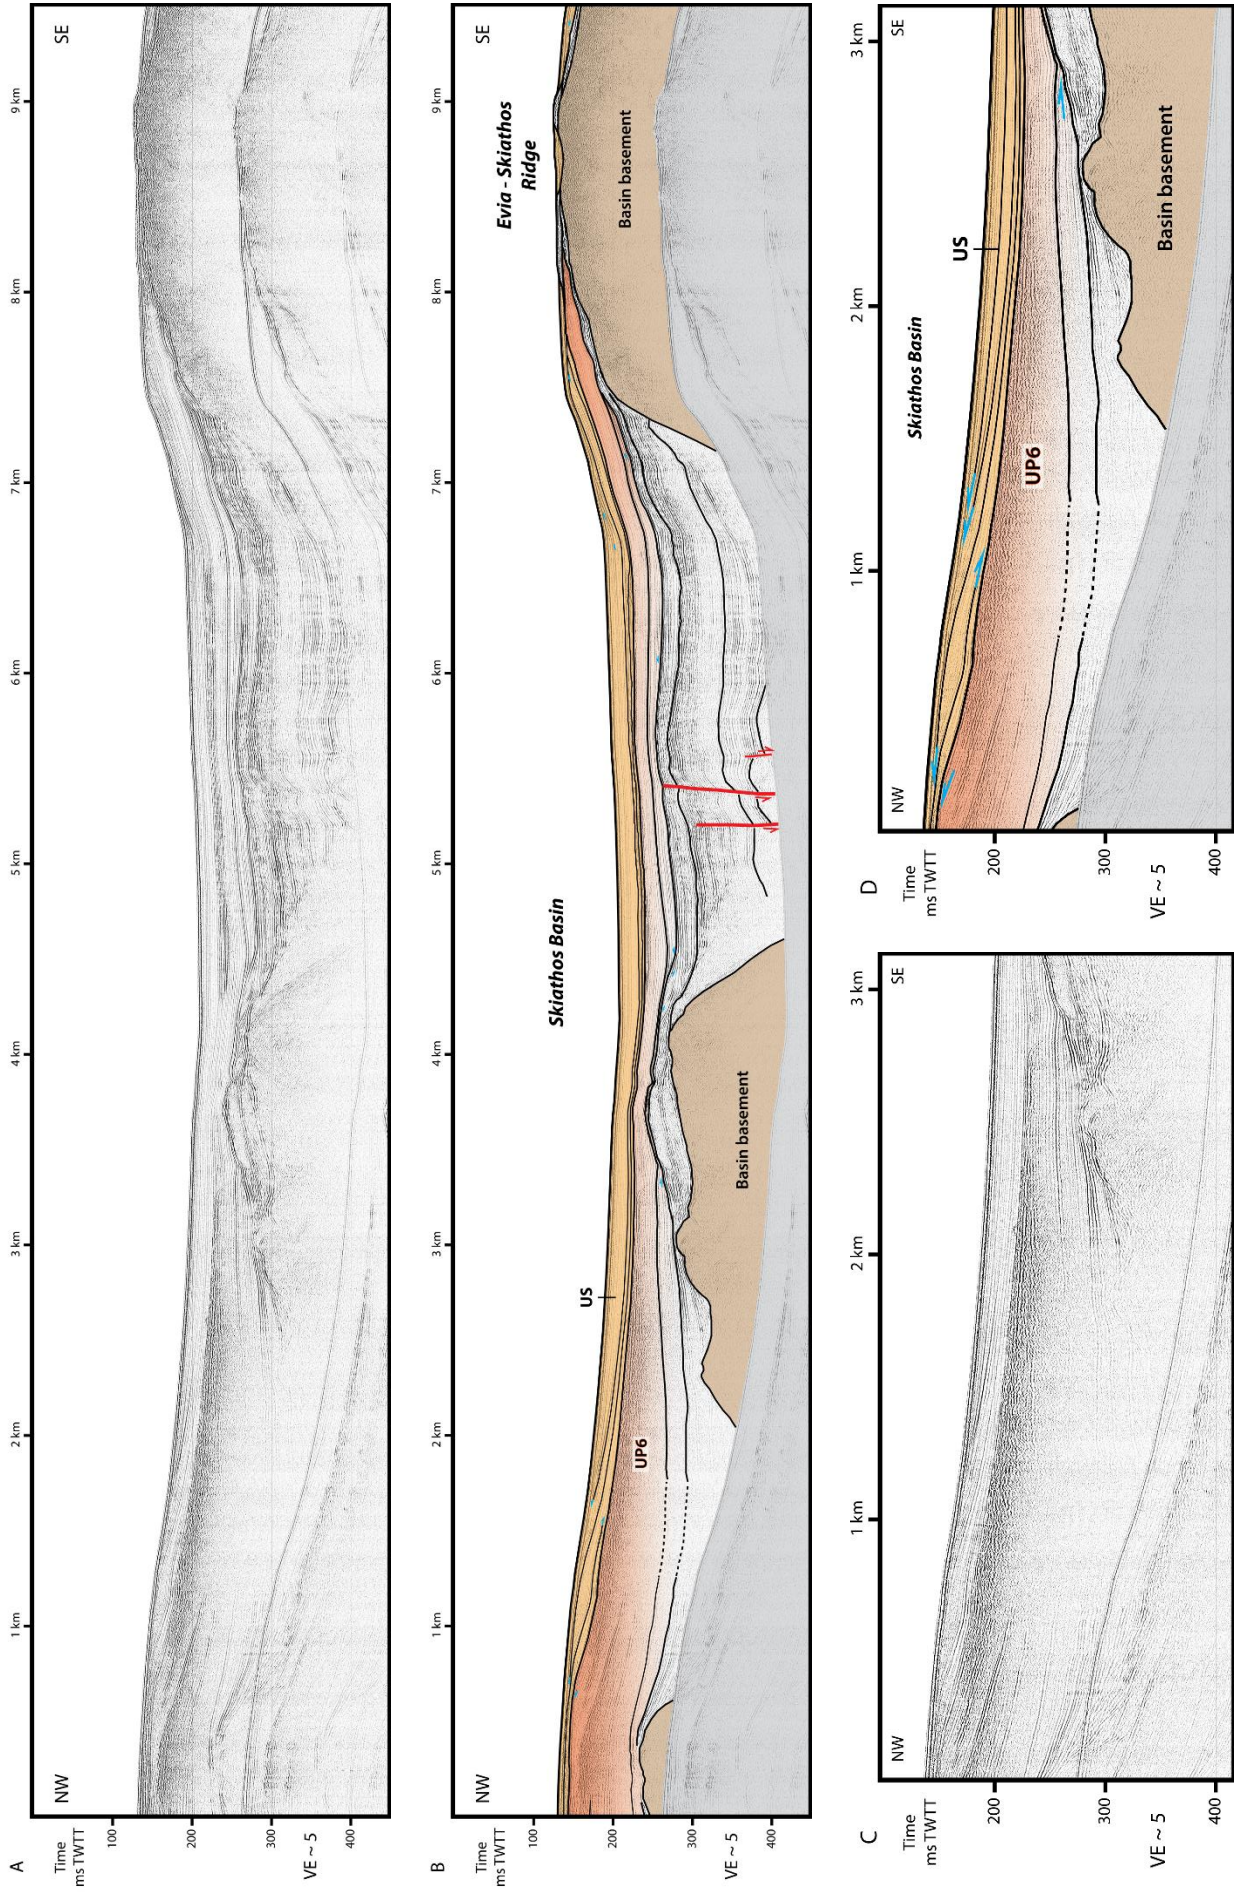 A
Time
ms TWTT
100
200
300
400
VE ~ 5
NW
SE
1 km
2 km
3 km
4 km
5 km
6 km
7 km
8 km
9 km
B
Time
ms TWTT
100
200
300
400
VE ~ 5
NW
SE
1 km
2 km
3 km
4 km
5 km
6 km
7 km
8 km
9 km
Skiathos Basin
Evia - Skiathos
Ridge
US
UP6
Basin basement
Basin basement
C
Time
ms TWTT
200
300
400
VE ~ 5
NW
SE
1 km
2 km
3 km
D
Time
ms TWTT
200
300
400
VE ~ 5
NW
SE
1 km
2 km
3 km
Skiathos Basin
US
UP6
Basin basement